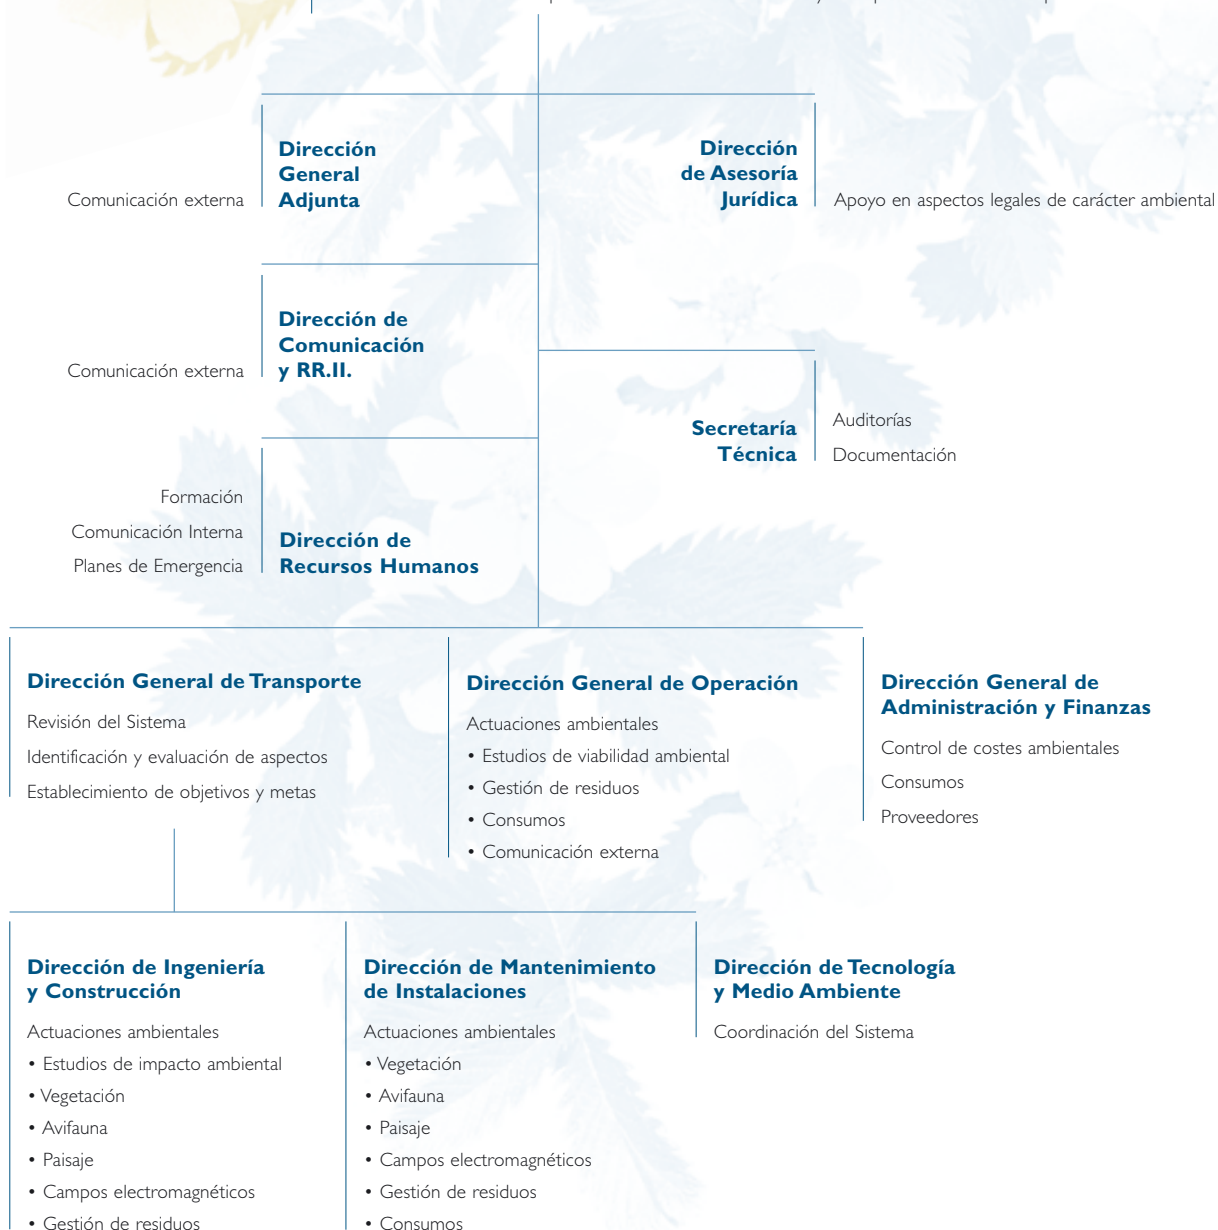 Dirección
General
Adjunta
Comunicación externa
Dirección
de Asesoría
Jurídica
Apoyo en aspectos legales de carácter ambiental
Dirección de
Comunicación
y RR.II.
Comunicación externa
Secretaría
Técnica
Auditorías
Documentación
Formación
Comunicación Interna
Planes de Emergencia
Dirección de
Recursos Humanos
Dirección General de Transporte
Revisión del Sistema
Identificación y evaluación de aspectos
Establecimiento de objetivos y metas
Dirección General de Operación
Actuaciones ambientales
• Estudios de viabilidad ambiental
• Gestión de residuos
• Consumos
• Comunicación externa
Dirección General de
Administración y Finanzas
Control de costes ambientales
Consumos
Proveedores
Dirección de Ingeniería
y Construcción
Actuaciones ambientales
• Estudios de impacto ambiental
• Vegetación
• Avifauna
• Paisaje
• Campos electromagnéticos
• Gestión de residuos
Dirección de Mantenimiento
de Instalaciones
Actuaciones ambientales
• Vegetación
• Avifauna
• Paisaje
• Campos electromagnéticos
• Gestión de residuos
• Consumos
Dirección de Tecnología
y Medio Ambiente
Coordinación del Sistema